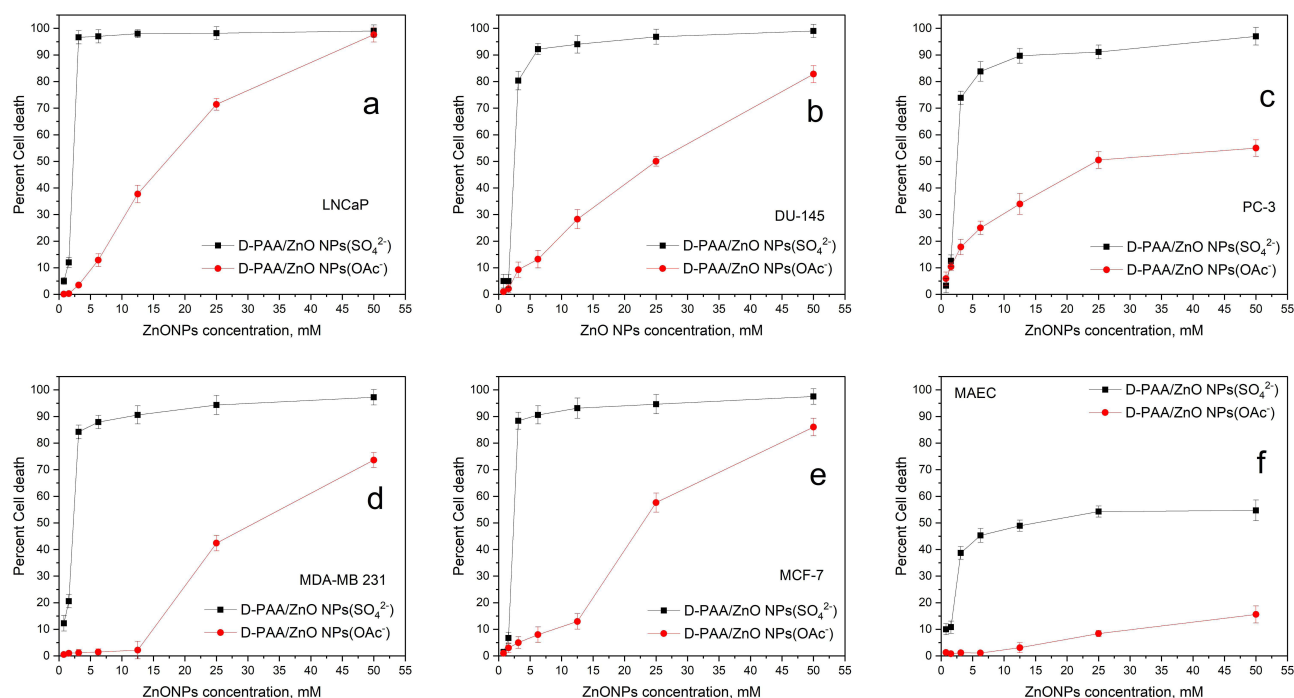 100
90
80
70
60
50
40
30
20
10
0
Percent Cell death
a
LNCaP
D-PAA/ZnO NPs(SO₄²⁻)
D-PAA/ZnO NPs(OAc⁻)
0 5 10 15 20 25 30 35 40 45 50 55
ZnONPs concentration, mM
100
90
80
70
60
50
40
30
20
10
0
Percent Cell death
b
DU-145
D-PAA/ZnO NPs(SO₄²⁻)
D-PAA/ZnO NPs(OAc⁻)
0 5 10 15 20 25 30 35 40 45 50 55
ZnO NPs concentration, mM
100
90
80
70
60
50
40
30
20
10
0
Percent Cell death
c
PC-3
D-PAA/ZnO NPs(SO₄²⁻)
D-PAA/ZnO NPs(OAc⁻)
0 5 10 15 20 25 30 35 40 45 50 55
ZnONPs concentration, mM
100
90
80
70
60
50
40
30
20
10
0
Percent Cell death
d
MDA-MB 231
D-PAA/ZnO NPs(SO₄²⁻)
D-PAA/ZnO NPs(OAc⁻)
0 5 10 15 20 25 30 35 40 45 50 55
ZnONPs concentration, mM
100
90
80
70
60
50
40
30
20
10
0
Percent Cell death
e
MCF-7
D-PAA/ZnO NPs(SO₄²⁻)
D-PAA/ZnO NPs(OAc⁻)
0 5 10 15 20 25 30 35 40 45 50 55
ZnONPs concentration, mM
100
90
80
70
60
50
40
30
20
10
0
Percent Cell death
MAEC
D-PAA/ZnO NPs(SO₄²⁻)
D-PAA/ZnO NPs(OAc⁻)
f
0 5 10 15 20 25 30 35 40 45 50 55
ZnONPs concentration, mM